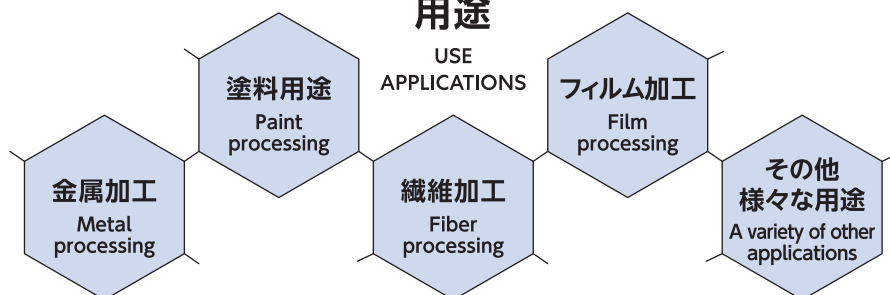 用途
USE
APPLICATIONS
金属加工
Metal
processing
塗料用途
Paint
processing
繊維加工
Fiber
processing
フィルム加工
Film
processing
その他
様々な用途
A variety of other
applications